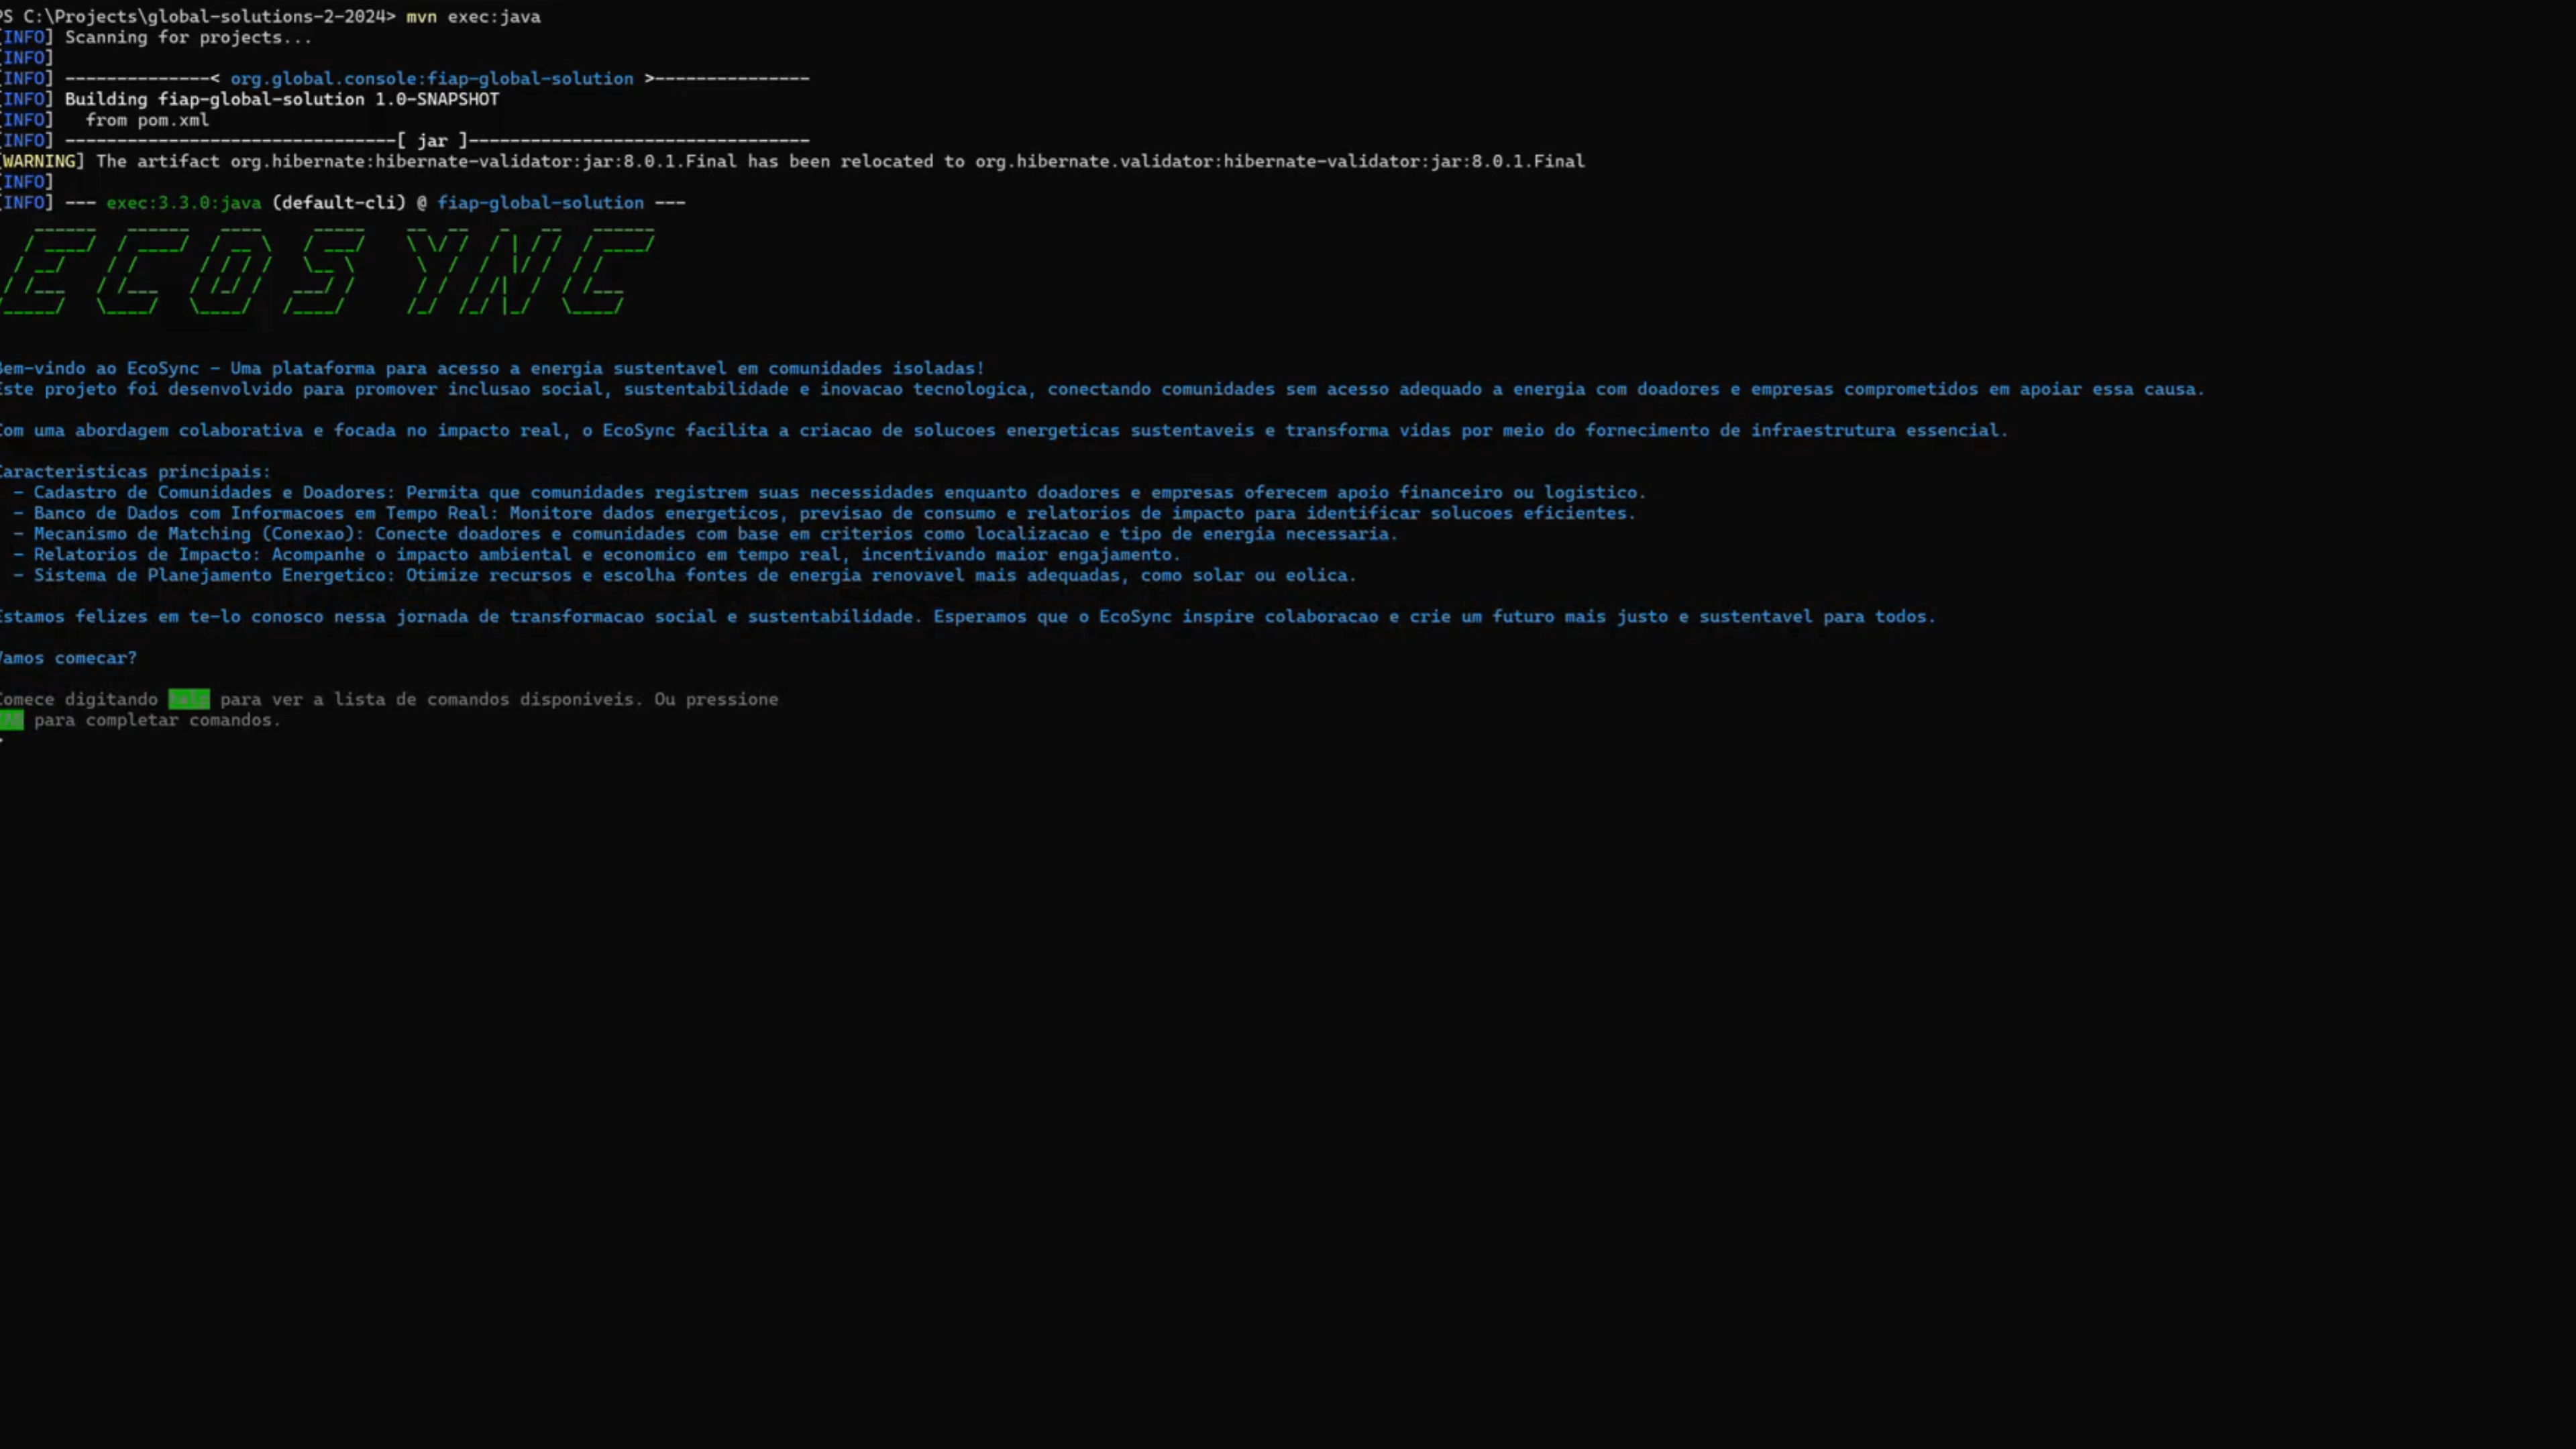 PS C:\Projects\global-solutions-2-2024> mvn exec:java
[INFO] Scanning for projects...
[INFO]
[INFO] --------------< org.global.console:fiap-global-solution >---------------
[INFO] Building fiap-global-solution 1.0-SNAPSHOT
[INFO]   from pom.xml
[INFO] --------------------------------[ jar ]---------------------------------
[WARNING] The artifact org.hibernate:hibernate-validator:jar:8.0.1.Final has been relocated to org.hibernate.validator:hibernate-validator:jar:8.0.1.Final
[INFO]
[INFO] --- exec:3.3.0:java (default-cli) @ fiap-global-solution ---
ECOSYNC
Bem-vindo ao EcoSync - Uma plataforma para acesso a energia sustentavel em comunidades isoladas!
Este projeto foi desenvolvido para promover inclusao social, sustentabilidade e inovacao tecnologica, conectando comunidades sem acesso adequado a energia com doadores e empresas comprometidos em apoiar essa causa.
Com uma abordagem colaborativa e focada no impacto real, o EcoSync facilita a criacao de solucoes energeticas sustentaveis e transforma vidas por meio do fornecimento de infraestrutura essencial.
Caracteristicas principais:
- Cadastro de Comunidades e Doadores: Permita que comunidades registrem suas necessidades enquanto doadores e empresas oferecem apoio financeiro ou logistico.
- Banco de Dados com Informacoes em Tempo Real: Monitore dados energeticos, previsao de consumo e relatorios de impacto para identificar solucoes eficientes.
- Mecanismo de Matching (Conexao): Conecte doadores e comunidades com base em criterios como localizacao e tipo de energia necessaria.
- Relatorios de Impacto: Acompanhe o impacto ambiental e economico em tempo real, incentivando maior engajamento.
- Sistema de Planejamento Energetico: Otimize recursos e escolha fontes de energia renovavel mais adequadas, como solar ou eolica.
Estamos felizes em te-lo conosco nessa jornada de transformacao social e sustentabilidade. Esperamos que o EcoSync inspire colaboracao e crie um futuro mais justo e sustentavel para todos.
Vamos comecar?
Comece digitando para ver a lista de comandos disponiveis. Ou pressione
para completar comandos.